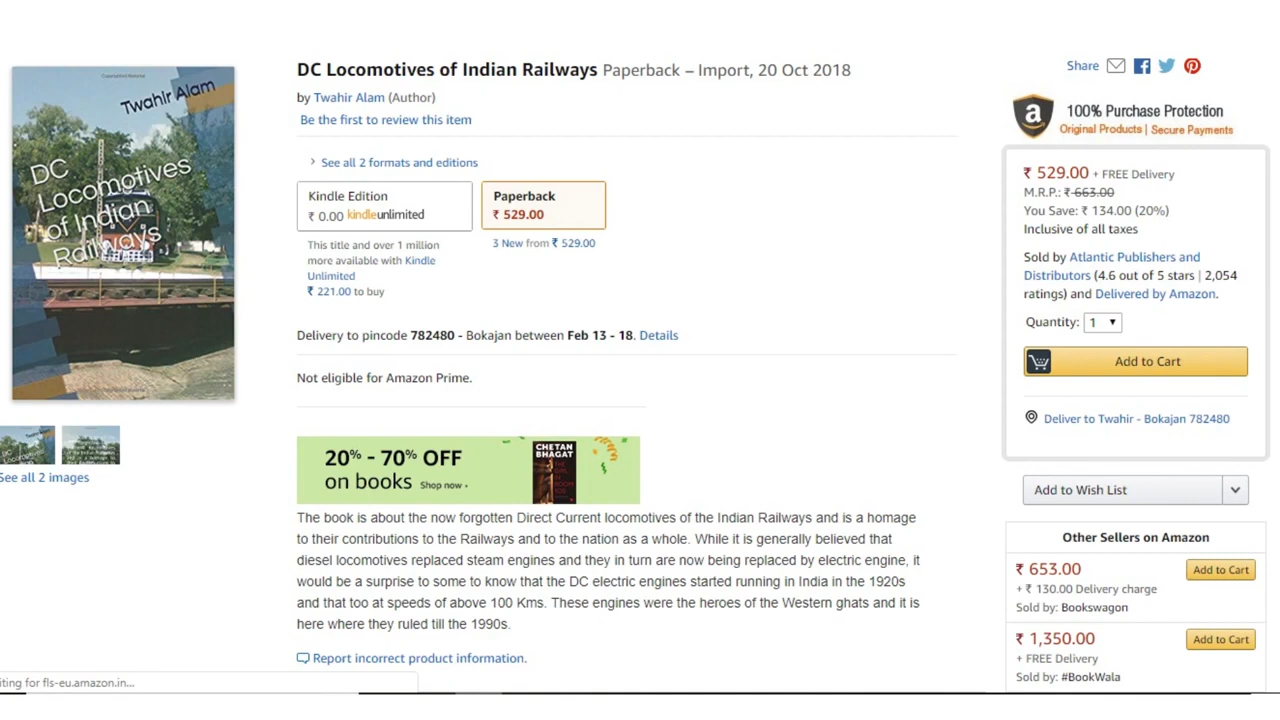 Copyrighted Material
Twahir Alam
DC
Locomotives
of Indian
Railways
See all 2 images
DC Locomotives of Indian Railways Paperback – Import, 20 Oct 2018
by Twahir Alam (Author)
Be the first to review this item
See all 2 formats and editions
Kindle Edition
₹ 0.00 kindleunlimited
Paperback
₹ 529.00
This title and over 1 million
more available with Kindle
Unlimited
₹ 221.00 to buy
3 New from ₹ 529.00
Delivery to pincode 782480 - Bokajan between Feb 13 - 18. Details
Not eligible for Amazon Prime.
20% - 70% OFF
on books Shop now
CHETAN
BHAGAT
The book is about the now forgotten Direct Current locomotives of the Indian Railways and is a homage
to their contributions to the Railways and to the nation as a whole. While it is generally believed that
diesel locomotives replaced steam engines and they in turn are now being replaced by electric engine, it
would be a surprise to some to know that the DC electric engines started running in India in the 1920s
and that too at speeds of above 100 Kms. These engines were the heroes of the Western ghats and it is
here where they ruled till the 1990s.
Report incorrect product information.
iting for fls-eu.amazon.in...
Share
a
100% Purchase Protection
Original Products | Secure Payments
₹ 529.00 + FREE Delivery
M.R.P.: ₹ 663.00
You Save: ₹ 134.00 (20%)
Inclusive of all taxes
Sold by Atlantic Publishers and
Distributors (4.6 out of 5 stars | 2,054
ratings) and Delivered by Amazon.
Quantity: 1
Add to Cart
Deliver to Twahir - Bokajan 782480
Add to Wish List
Other Sellers on Amazon
₹ 653.00
Add to Cart
+ ₹ 130.00 Delivery charge
Sold by: Bookswagon
₹ 1,350.00
Add to Cart
+ FREE Delivery
Sold by: #BookWala